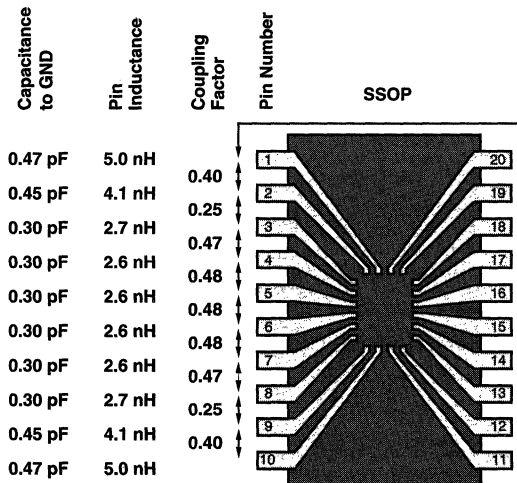 Capacitance to GND
Pin Inductance
Coupling Factor
Pin Number
SSOP
0.47 pF 5.0 nH 1 20
0.40
0.45 pF 4.1 nH 2 19
0.25
0.30 pF 2.7 nH 3 18
0.47
0.30 pF 2.6 nH 4 17
0.48
0.30 pF 2.6 nH 5 16
0.48
0.30 pF 2.6 nH 6 15
0.48
0.30 pF 2.6 nH 7 14
0.47
0.30 pF 2.7 nH 8 13
0.25
0.45 pF 4.1 nH 9 12
0.40
0.47 pF 5.0 nH 10 11